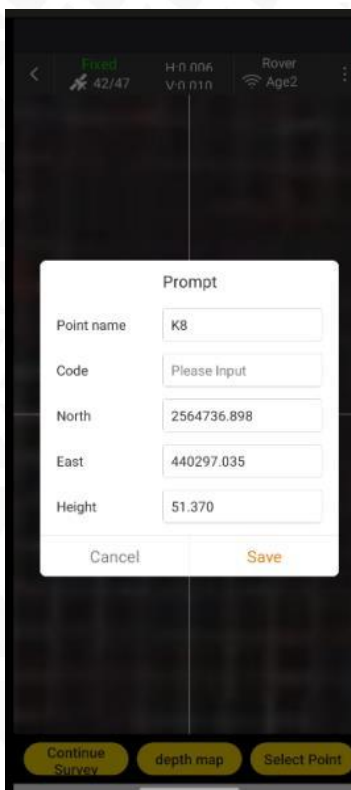 Fixed
42/47
H:0.006
V:0.010
Rover
Age2
Prompt
Point name K8
Code Please Input
North 2564736.898
East 440297.035
Height 51.370
Cancel Save
Continue
Survey
depth map
Select Point